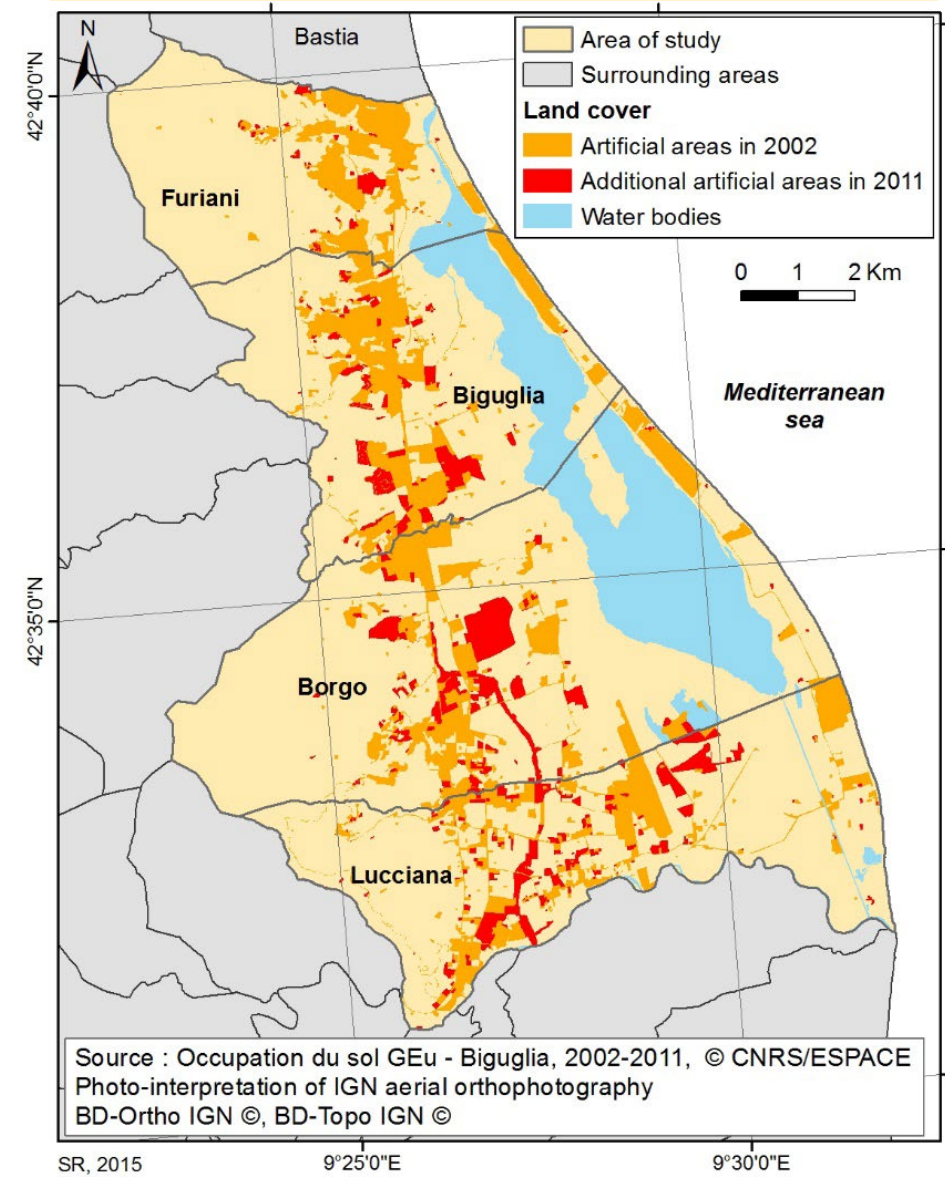 N
Bastia
Area of study
Surrounding areas
Land cover
Artificial areas in 2002
Additional artificial areas in 2011
Water bodies
42°40'0"N
Furiani
0 1 2 Km
Biguglia
Mediterranean
sea
42°35'0"N
Borgo
Lucciana
Source : Occupation du sol GEu - Biguglia, 2002-2011, © CNRS/ESPACE
Photo-interpretation of IGN aerial orthophotography
BD-Ortho IGN ©, BD-Topo IGN ©
SR, 2015
9°25'0"E
9°30'0"E